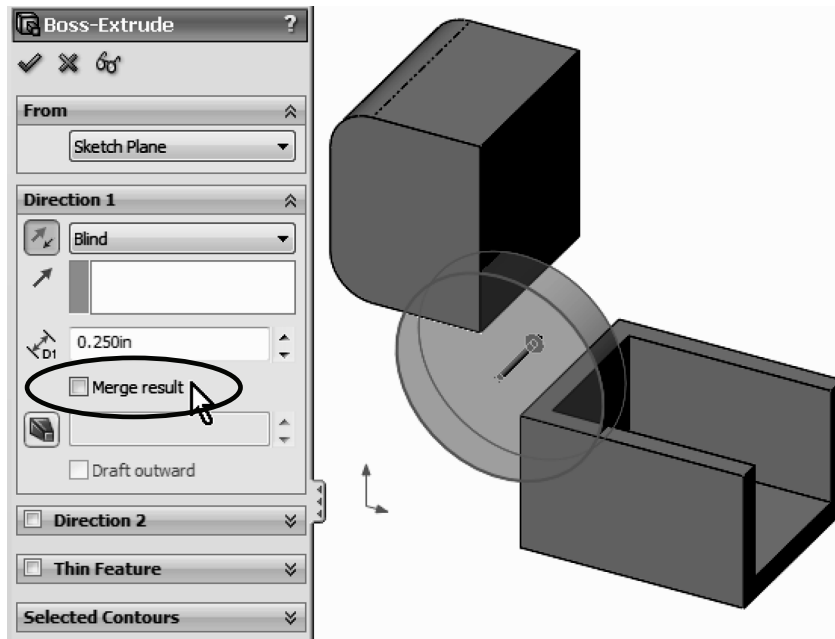 Boss-Extrude ?
From
Sketch Plane
Direction 1
Blind
D1 0.250in
Merge result
Draft outward
Direction 2
Thin Feature
Selected Contours